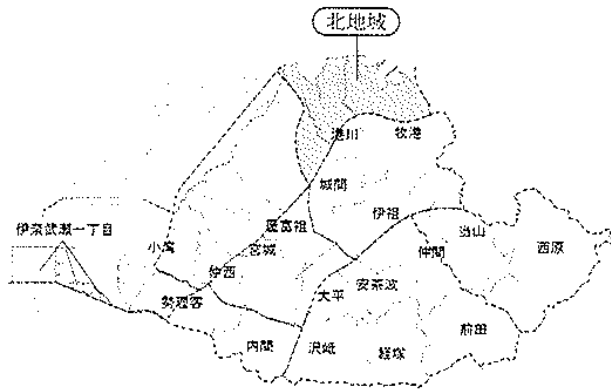 北地域
港川
牧港
城間
屋富祖
伊祖
当山
西原
伊奈武瀬一丁目
小湾
宮城
仲間
仲西
安茶波
大平
勢理客
前田
内間
沢岻
経塚